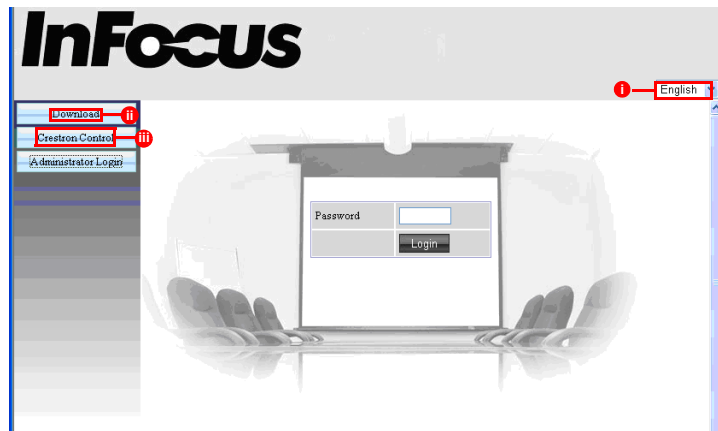 InFocus
i English
Download ii
Crestron Control iii
Administrator Login
Password
Login